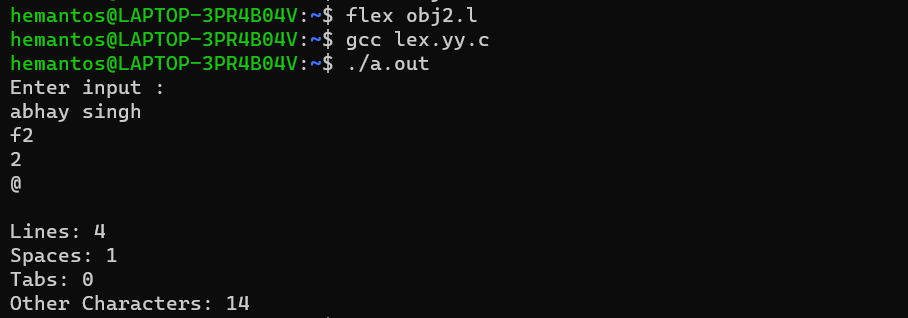 hemantos@LAPTOP-3PR4B04V:~$ flex obj2.l
hemantos@LAPTOP-3PR4B04V:~$ gcc lex.yy.c
hemantos@LAPTOP-3PR4B04V:~$ ./a.out
Enter input :
abhay singh
f2
2
@
Lines: 4
Spaces: 1
Tabs: 0
Other Characters: 14